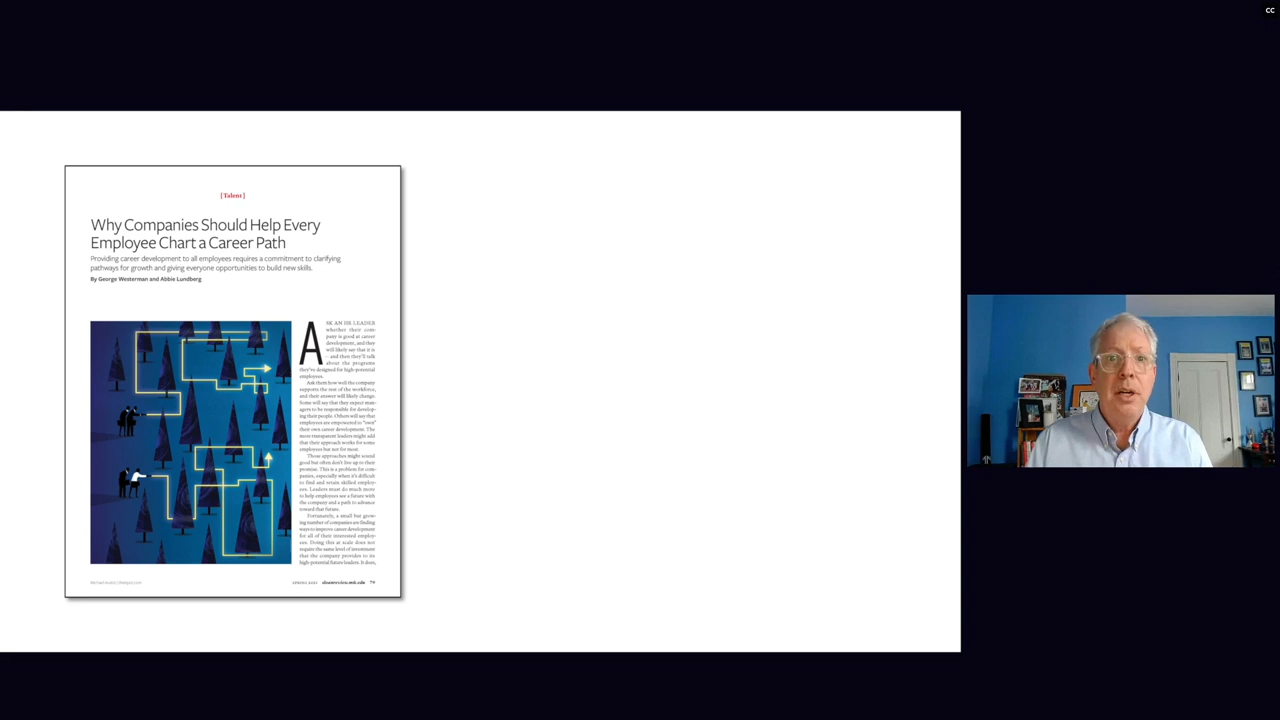 CC
[Talent]
Why Companies Should Help Every
Employee Chart a Career Path
Providing career development to all employees requires a commitment to clarifying
pathways for growth and giving everyone opportunities to build new skills.
By George Westerman and Abbie Lundberg
ASK AN HR LEADER
whether their com-
pany is good at career
development, and they
will likely say that it is
– and then they'll talk
about the programs
they've designed for high-potential
employees.
Ask them how well the company
supports the rest of the workforce,
and their answer will likely change.
Some will say that they expect man-
agers to be responsible for develop-
ing their people. Others will say that
employees are empowered to "own"
their own career development. The
most transparent leaders might add
that their approach works for some
employees but not for most.
Those approaches might sound
good but often don't live up to their
promise. This is a problem for com-
panies, especially when it's difficult
to find and retain skilled employ-
ees. Leaders must do much more
to help employees see a future with
the company and a path to advance
toward that future.
Fortunately, a small but grow-
ing number of companies are finding
ways to improve career development
for all of their interested employ-
ees. Doing this at scale does not
require the same level of investment
that the company provides to its
high-potential future leaders. It does,
SPRING sloanreview.mit.edu 79